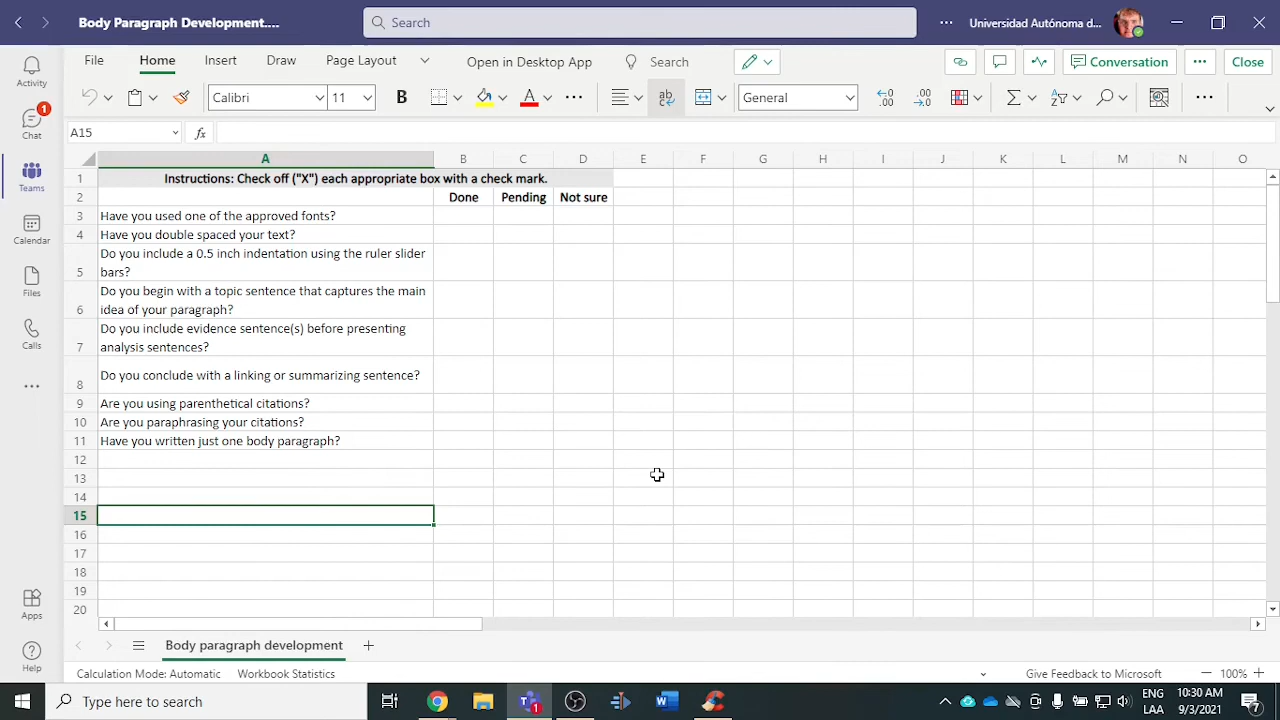 Body Paragraph Development....
Search
Universidad Autónoma d...
Activity
Chat
1
Teams
Calendar
Files
Calls
Apps
Help
File
Home
Insert
Draw
Page Layout
Open in Desktop App
Search
Conversation
Close
Calibri
11
B
A
ab
General
A15
fx
A B C D E F G H I J K L M N O
1 Instructions: Check off ("X") each appropriate box with a check mark.
2 Done Pending Not sure
3 Have you used one of the approved fonts?
4 Have you double spaced your text?
Do you include a 0.5 inch indentation using the ruler slider
5 bars?
Do you begin with a topic sentence that captures the main
6 idea of your paragraph?
Do you include evidence sentence(s) before presenting
7 analysis sentences?
8 Do you conclude with a linking or summarizing sentence?
9 Are you using parenthetical citations?
10 Are you paraphrasing your citations?
11 Have you written just one body paragraph?
12
13
14
15
16
17
18
19
20
Body paragraph development
Calculation Mode: Automatic Workbook Statistics
Give Feedback to Microsoft
100%
Type here to search
1
ENG
LAA
10:30 AM
9/3/2021
7